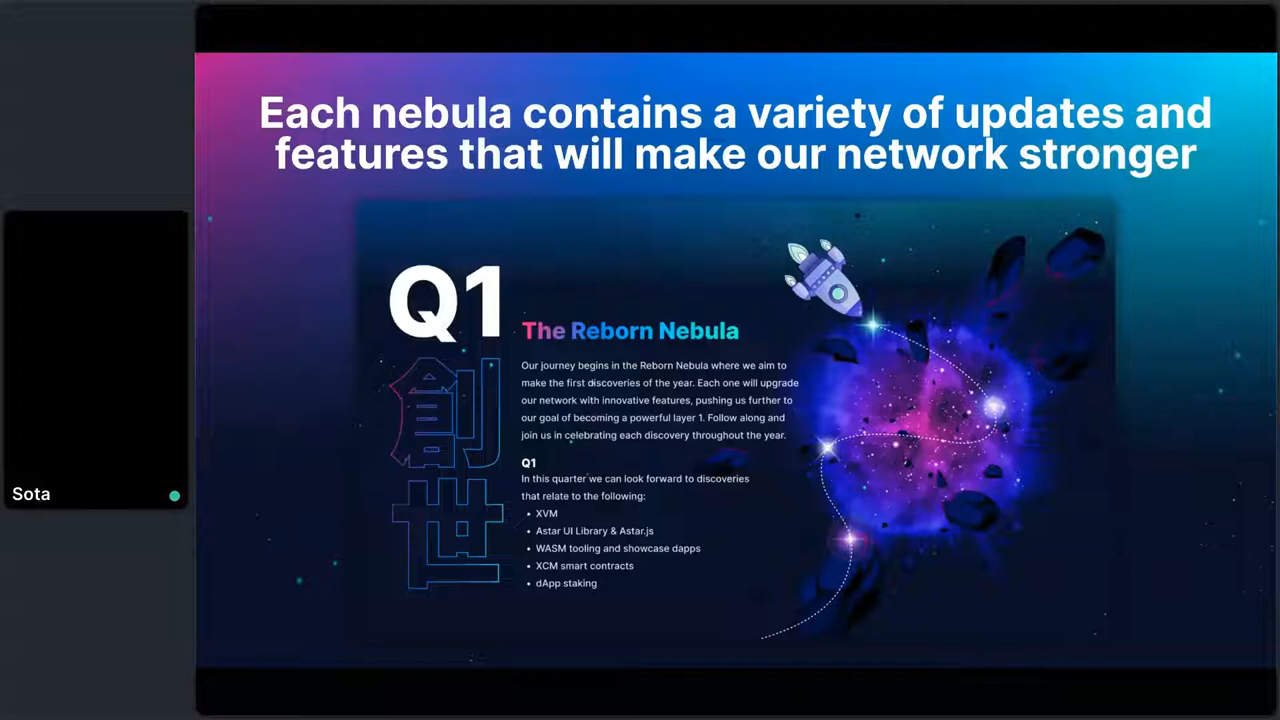 Each nebula contains a variety of updates and
features that will make our network stronger
Q1
創世
The Reborn Nebula
Our journey begins in the Reborn Nebula where we aim to
make the first discoveries of the year. Each one will upgrade
our network with innovative features, pushing us further to
our goal of becoming a powerful layer 1. Follow along and
join us in celebrating each discovery throughout the year.
Q1
In this quarter we can look forward to discoveries
that relate to the following:
• XVM
• Astar UI Library & Astar.js
• WASM tooling and showcase dapps
• XCM smart contracts
• dApp staking
Sota